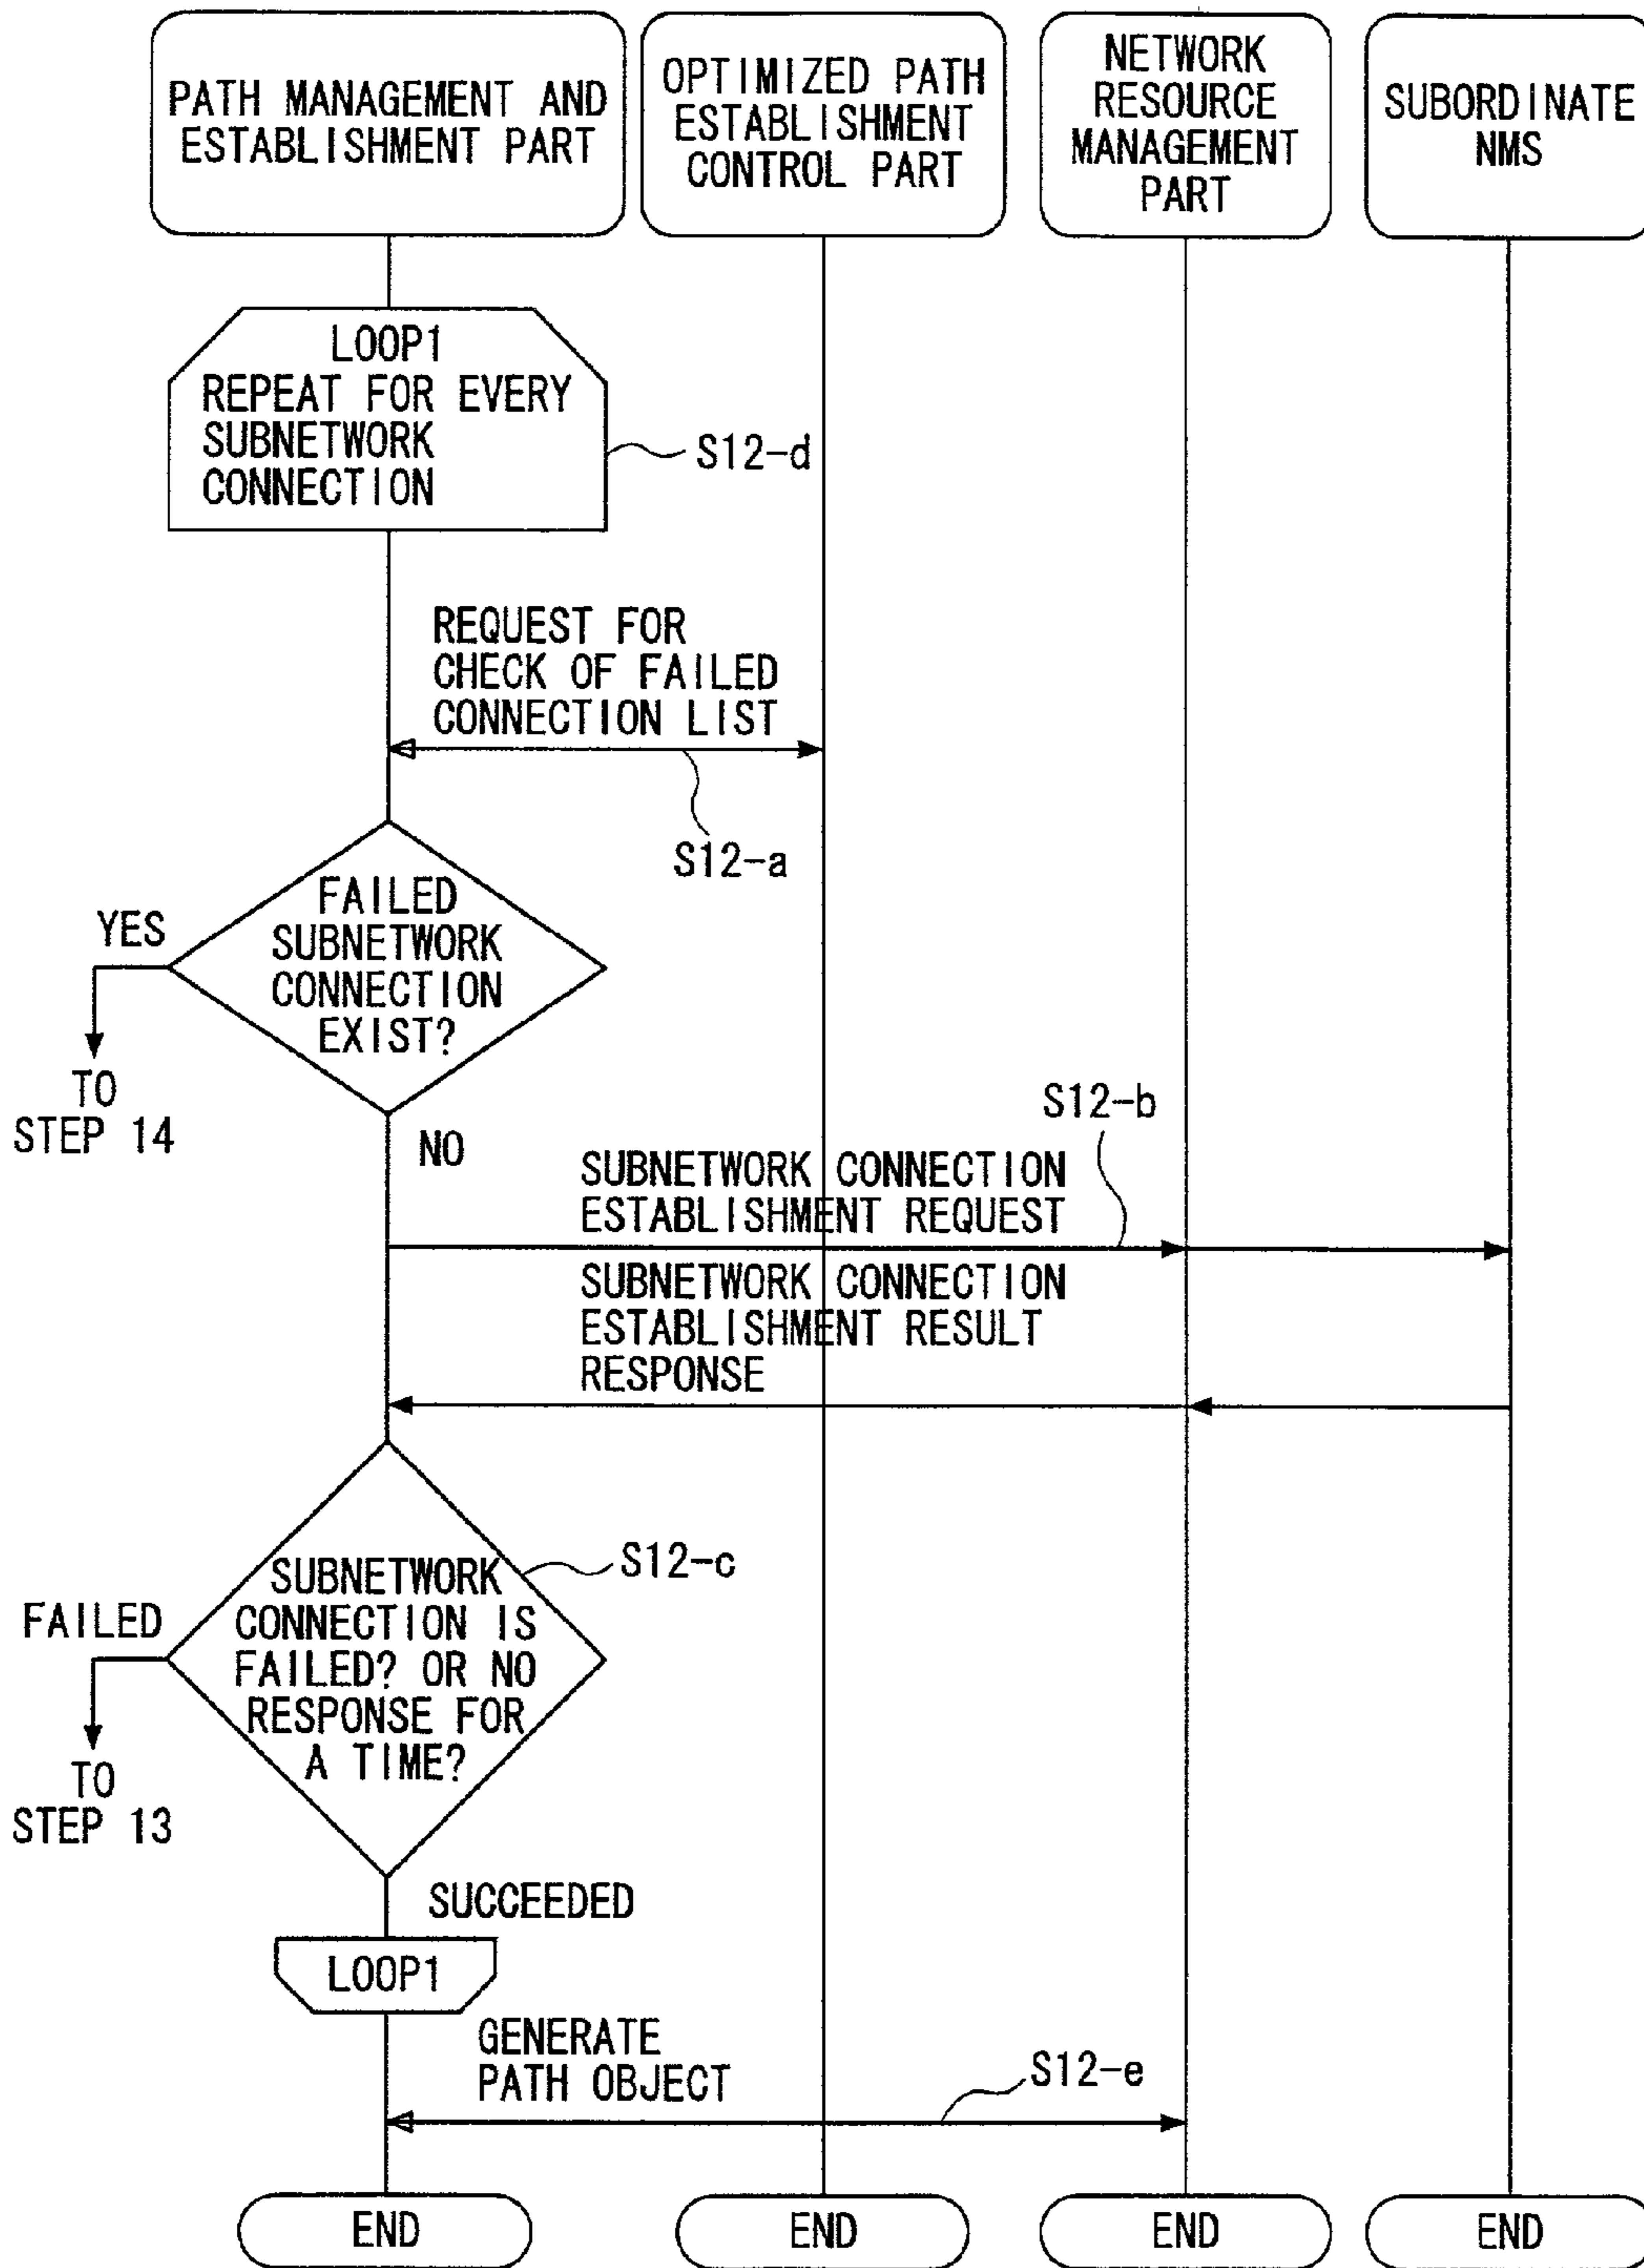 PATH MANAGEMENT AND
ESTABLISHMENT PART
OPTIMIZED PATH
ESTABLISHMENT
CONTROL PART
NETWORK
RESOURCE
MANAGEMENT
PART
SUBORDINATE
NMS
LOOP1
REPEAT FOR EVERY
SUBNETWORK
CONNECTION
S12-d
REQUEST FOR
CHECK OF FAILED
CONNECTION LIST
S12-a
FAILED
SUBNETWORK
CONNECTION
EXIST?
YES
TO
STEP 14
NO
S12-b
SUBNETWORK CONNECTION
ESTABLISHMENT REQUEST
SUBNETWORK CONNECTION
ESTABLISHMENT RESULT
RESPONSE
S12-c
SUBNETWORK
CONNECTION IS
FAILED? OR NO
RESPONSE FOR
A TIME?
FAILED
TO
STEP 13
SUCCEEDED
LOOP1
GENERATE
PATH OBJECT
S12-e
END
END
END
END